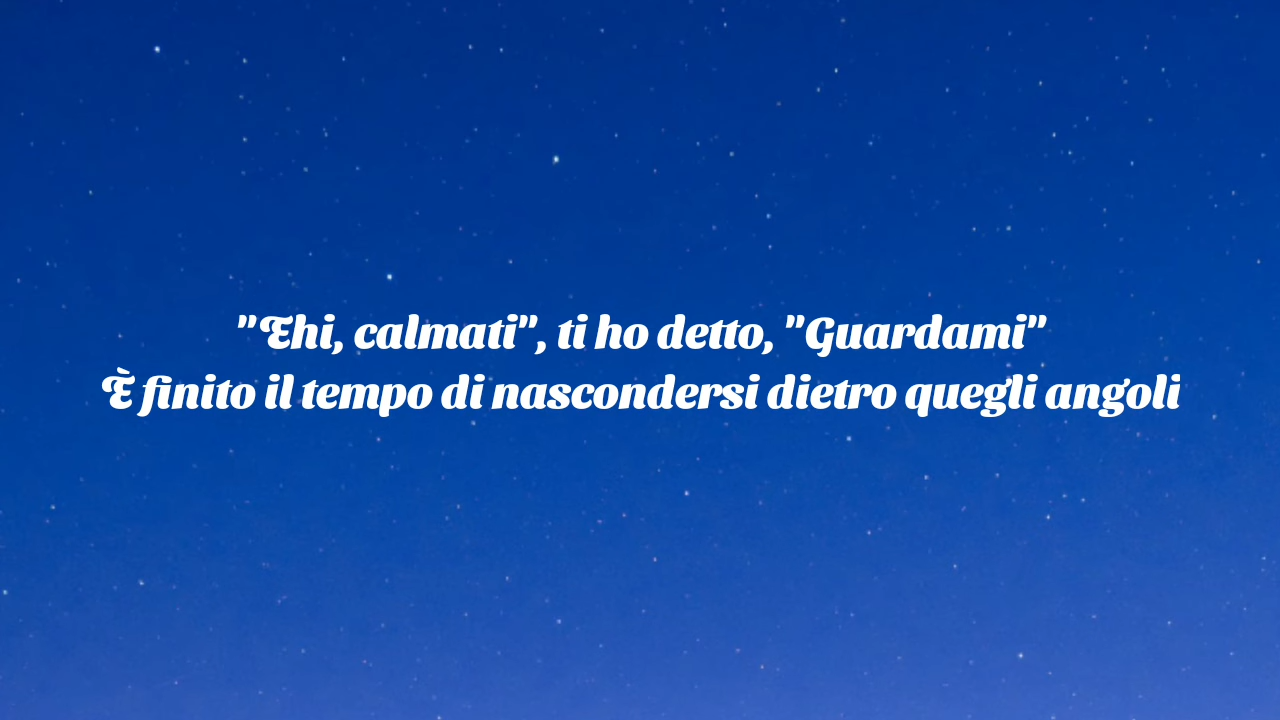 "Ehi, calmati", ti ho detto, "Guardami"
È finito il tempo di nascondersi dietro quegli angoli